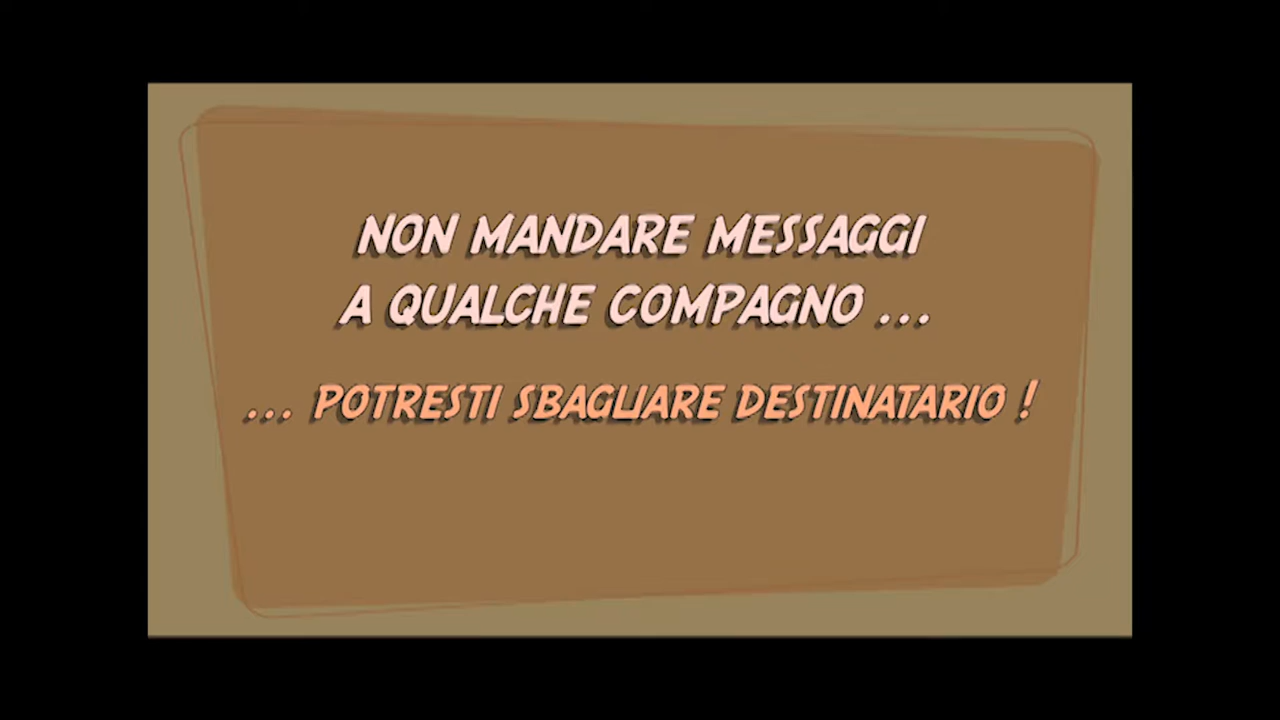 NON MANDARE MESSAGGI
A QUALCHE COMPAGNO ...
... POTRESTI SBAGLIARE DESTINATARIO !